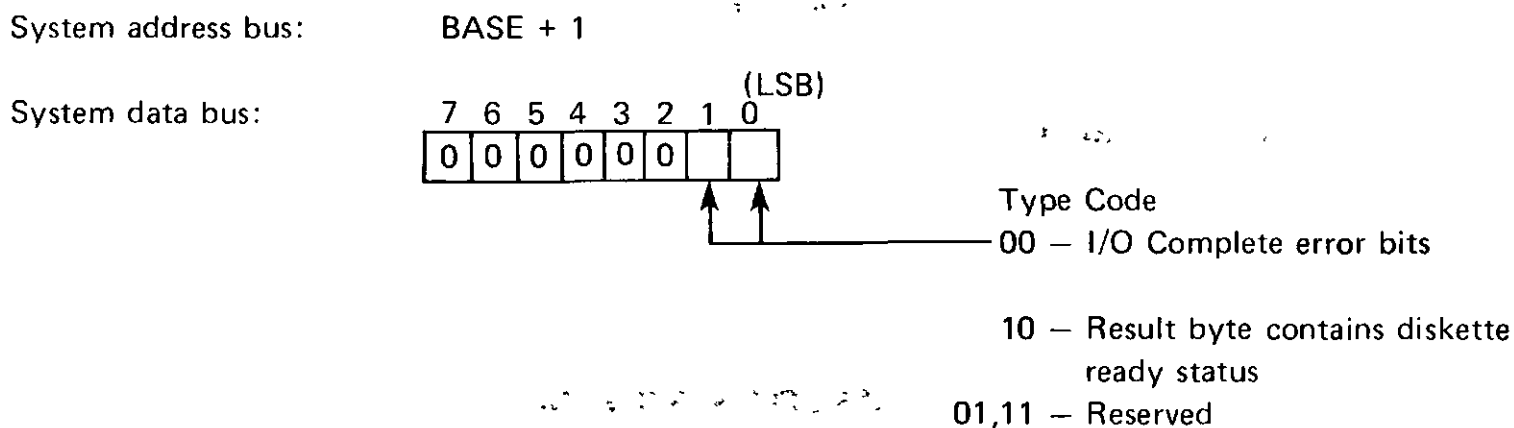 System address bus: BASE + 1
(LSB)
System data bus: 7 6 5 4 3 2 1 0
0 0 0 0 0 0
Type Code
00 — I/O Complete error bits
10 — Result byte contains diskette
ready status
01,11 — Reserved